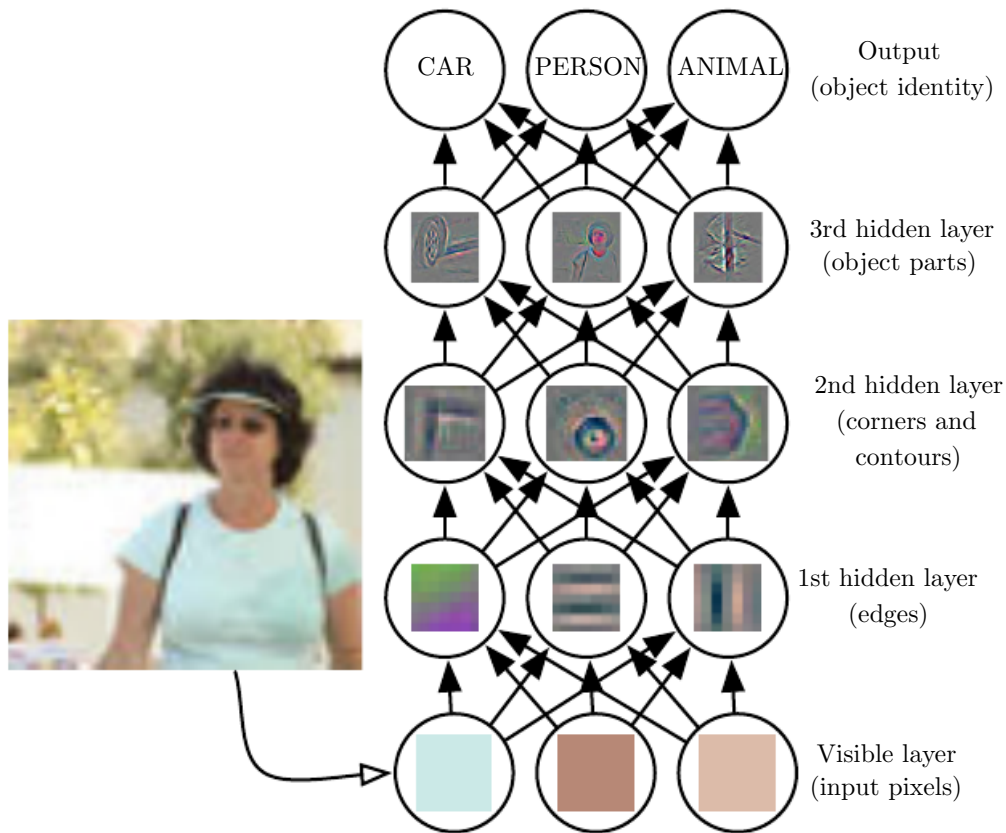 CAR PERSON ANIMAL
Output
(object identity)
3rd hidden layer
(object parts)
2nd hidden layer
(corners and
contours)
1st hidden layer
(edges)
Visible layer
(input pixels)